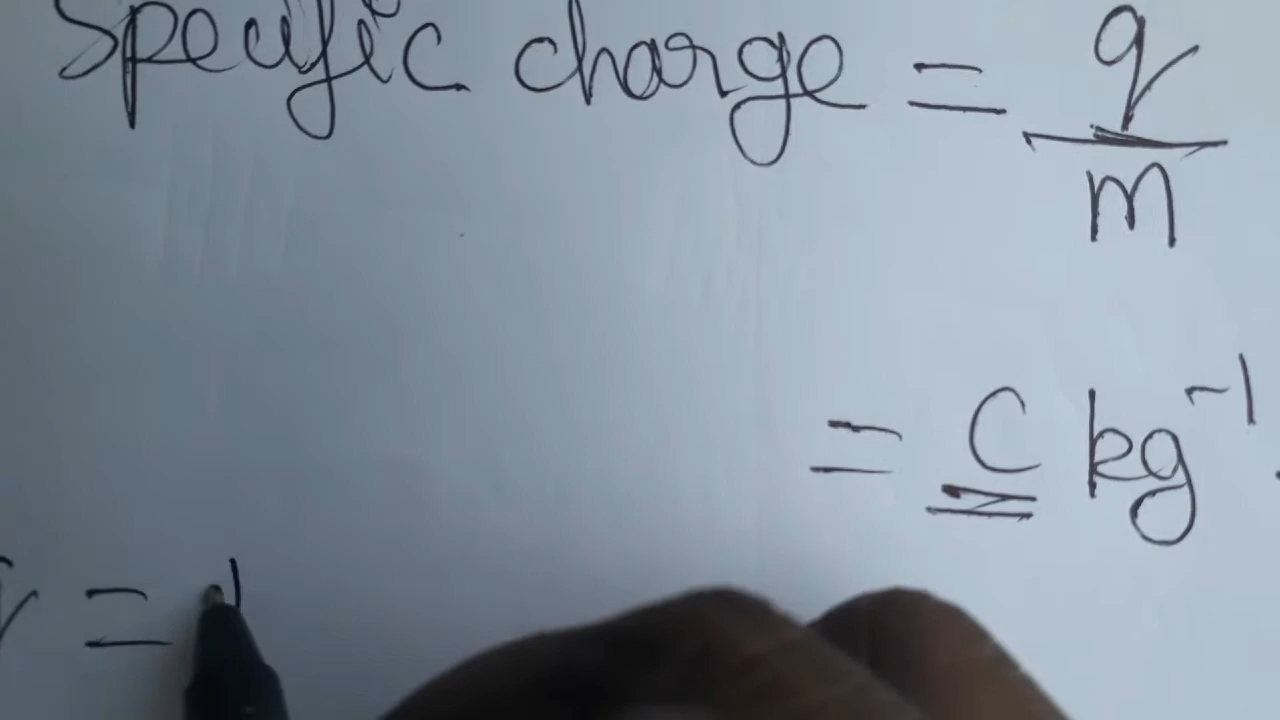 Specific charge = q/m
= C kg⁻¹
=